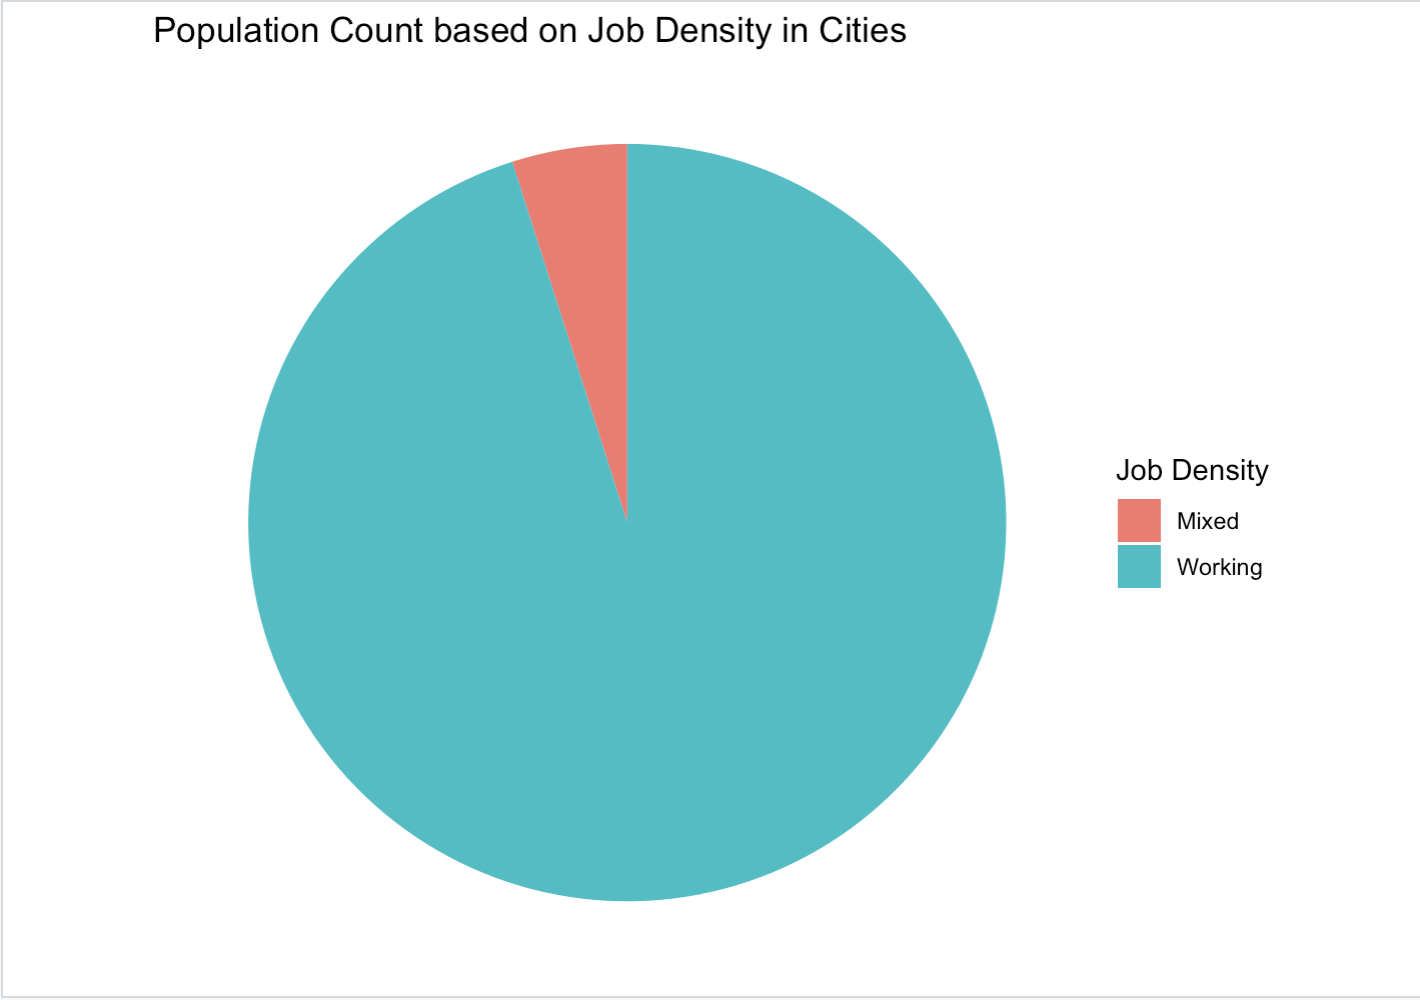 Population Count based on Job Density in Cities
Job Density
Mixed
Working